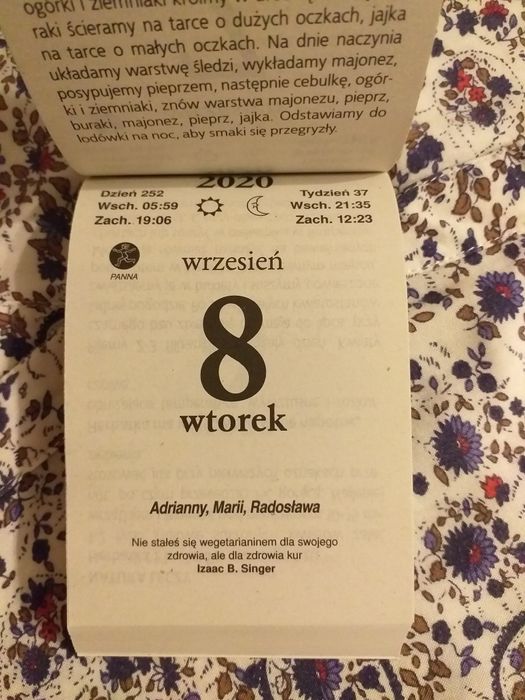 ogórki i ziemniaki kroimy w
raki ścieramy na tarce o dużych oczkach, jajka
na tarce o małych oczkach. Na dnie naczynia
układamy warstwę śledzi, wykładamy majonez,
posypujemy pieprzem, następnie cebulkę, ogór-
ki i ziemniaki, znów warstwa majonezu, pieprz,
buraki, majonez, pieprz, jajka. Odstawiamy do
lodówki na noc, aby smaki się przegryzły.
2020
Dzień 252
Wsch. 05:59
Zach. 19:06
Tydzień 37
Wsch. 21:35
Zach. 12:23
PANNA
wrzesień
8
wtorek
Adrianny, Marii, Radosława
Nie stałeś się wegetarianinem dla swojego
zdrowia, ale dla zdrowia kur
Izaac B. Singer